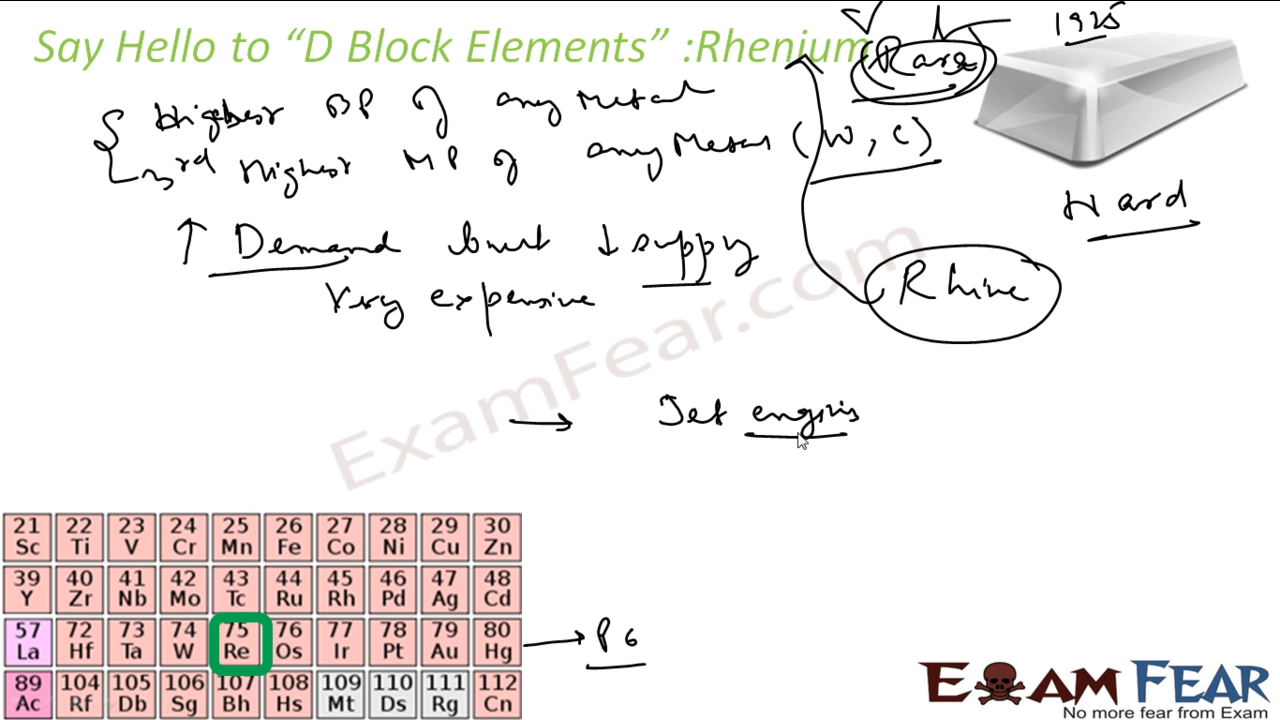 Say Hello to “D Block Elements” :Rhenium
1925
Rare
Highest BP of any Metal
3rd Highest MP of any Metal (W, C)
Hard
↑ Demand but ↓ supply
Very expensive
Rhine
→ Jet engins
ExamFear.com
21 22 23 24 25 26 27 28 29 30
Sc Ti V Cr Mn Fe Co Ni Cu Zn
39 40 41 42 43 44 45 46 47 48
Y Zr Nb Mo Tc Ru Rh Pd Ag Cd
57 72 73 74 75 76 77 78 79 80
La Hf Ta W Re Os Ir Pt Au Hg
→ P 6
89 104 105 106 107 108 109 110 111 112
Ac Rf Db Sg Bh Hs Mt Ds Rg Cn
EXAM FEAR
No more fear from Exam